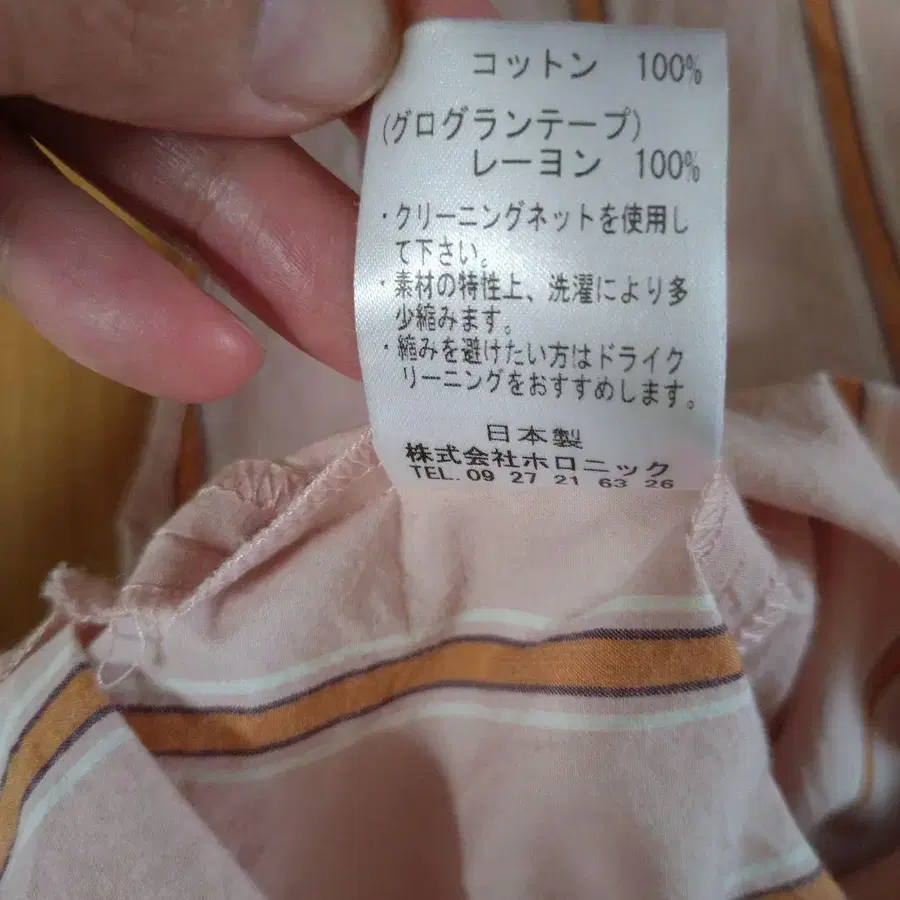 コットン 100%
(グログランテープ)
レーヨン 100%
・クリーニングネットを使用し
て下さい。
・素材の特性上、洗濯により多
少縮みます。
・縮みを避けたい方はドライク
リーニングをおすすめします。
日本製
株式会社ホロニック
TEL. 09 27 21 63 26